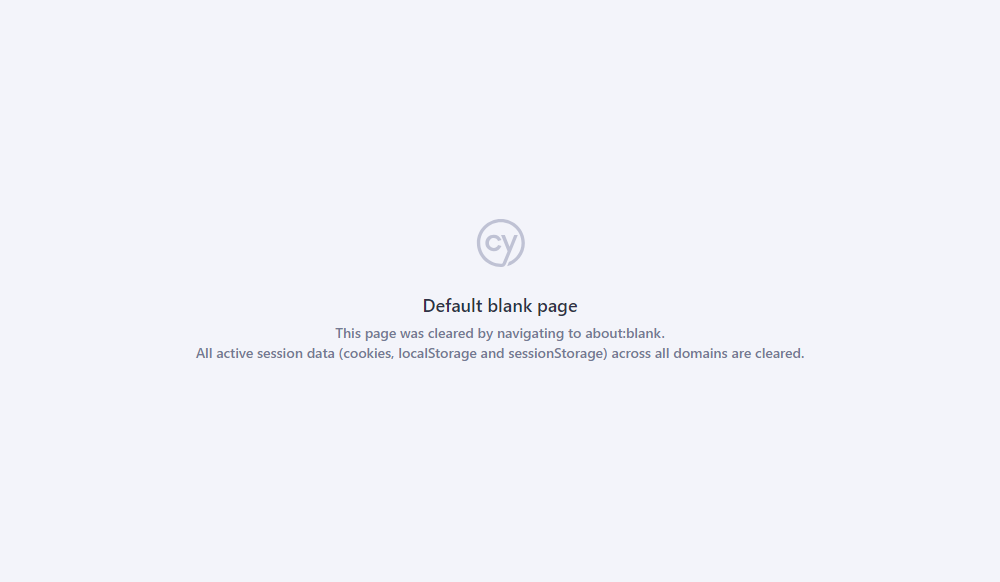 cy
Default blank page
This page was cleared by navigating to about:blank.
All active session data (cookies, localStorage and sessionStorage) across all domains are cleared.